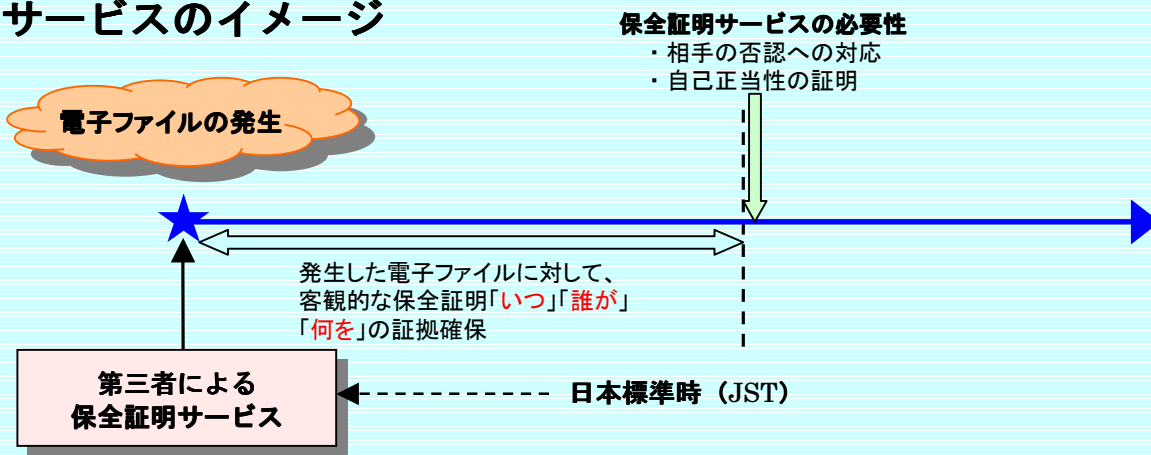 サービスのイメージ
保全証明サービスの必要性
・相手の否認への対応
・自己正当性の証明
電子ファイルの発生
発生した電子ファイルに対して、
客観的な保全証明「いつ」「誰が」
「何を」の証拠確保
第三者による
保全証明サービス
日本標準時（JST）